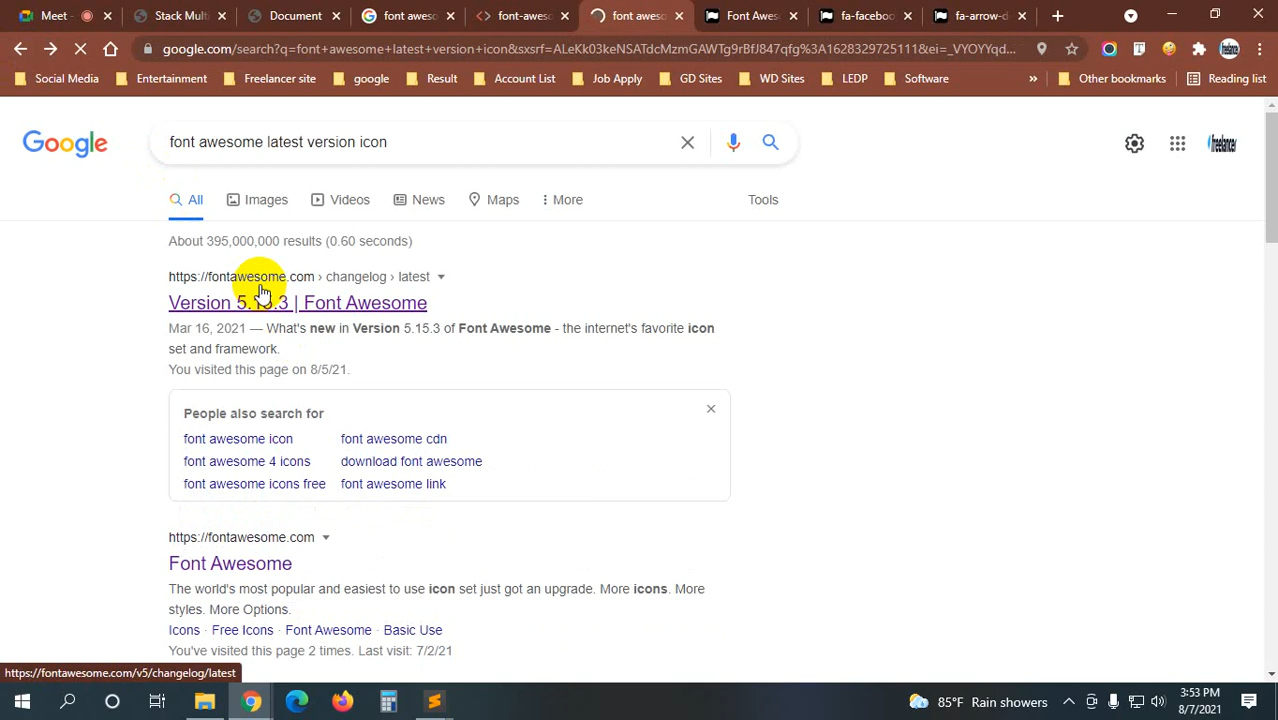 Meet - 
Stack Multi
Document
font aweso
font-aweso
font aweso
Font Awes
fa-facebo
fa-arrow-d
google.com/search?q=font+awesome+latest+version+icon&sxsrf=ALeKk03keNSATdcMzmGAWTg9rBfJ847qfg%3A1628329725111&ei=_VYOYYqd...
Social Media
Entertainment
Freelancer site
google
Result
Account List
Job Apply
GD Sites
WD Sites
LEDP
Software
»
Other bookmarks
Reading list
Google
font awesome latest version icon
freelancer
All
Images
Videos
News
Maps
More
Tools
About 395,000,000 results (0.60 seconds)
https://fontawesome.com › changelog › latest
Version 5.15.3 | Font Awesome
Mar 16, 2021 — What's new in Version 5.15.3 of Font Awesome - the internet's favorite icon
set and framework.
You visited this page on 8/5/21.
People also search for
font awesome icon
font awesome cdn
font awesome 4 icons
download font awesome
font awesome icons free
font awesome link
https://fontawesome.com
Font Awesome
The world's most popular and easiest to use icon set just got an upgrade. More icons. More
styles. More Options.
Icons · Free Icons · Font Awesome · Basic Use
You've visited this page 2 times. Last visit: 7/2/21
https://fontawesome.com/v5/changelog/latest
85°F Rain showers
3:53 PM
8/7/2021